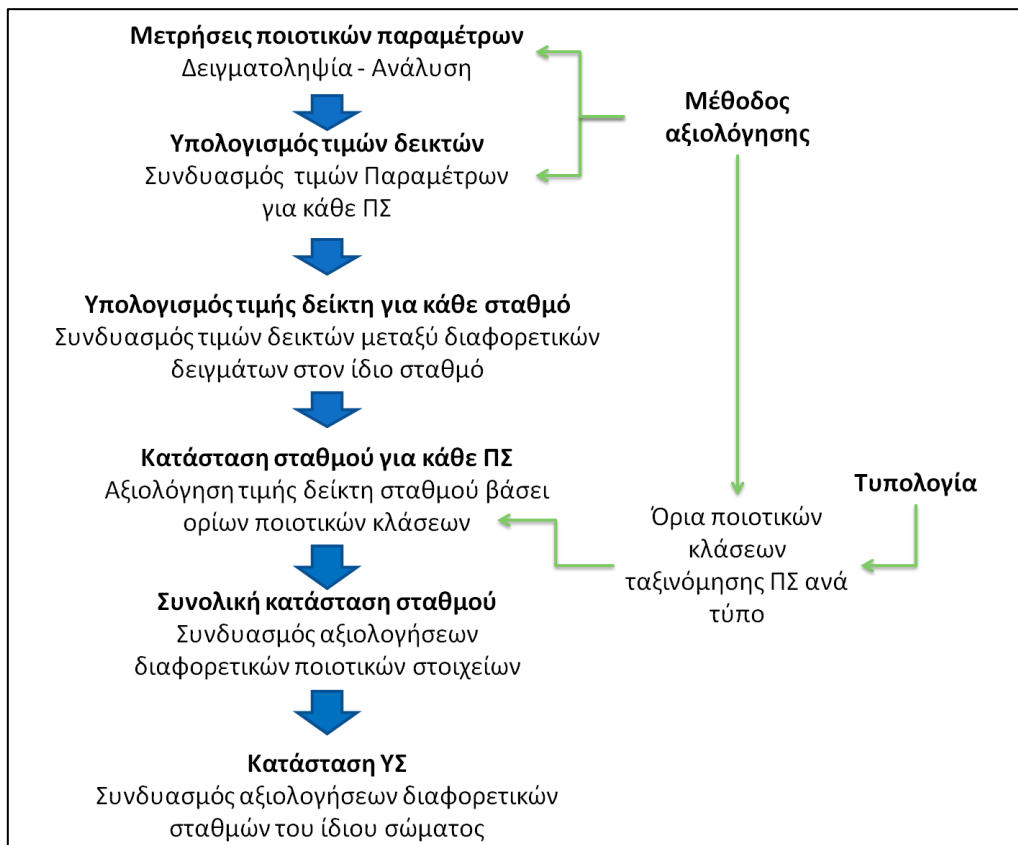 Μετρήσεις ποιοτικών παραμέτρων
Δειγματοληψία - Ανάλυση
Υπολογισμός τιμών δεικτών
Συνδυασμός τιμών Παραμέτρων
για κάθε ΠΣ
Υπολογισμός τιμής δείκτη για κάθε σταθμό
Συνδυασμός τιμών δεικτών μεταξύ διαφορετικών
δειγμάτων στον ίδιο σταθμό
Κατάσταση σταθμού για κάθε ΠΣ
Αξιολόγηση τιμής δείκτη σταθμού βάσει
ορίων ποιοτικών κλάσεων
Συνολική κατάσταση σταθμού
Συνδυασμός αξιολογήσεων
διαφορετικών ποιοτικών στοιχείων
Κατάσταση ΥΣ
Συνδυασμός αξιολογήσεων διαφορετικών
σταθμών του ίδιου σώματος
Μέθοδος
αξιολόγησης
Τυπολογία
Όρια ποιοτικών
κλάσεων
ταξινόμησης ΠΣ ανά
τύπο